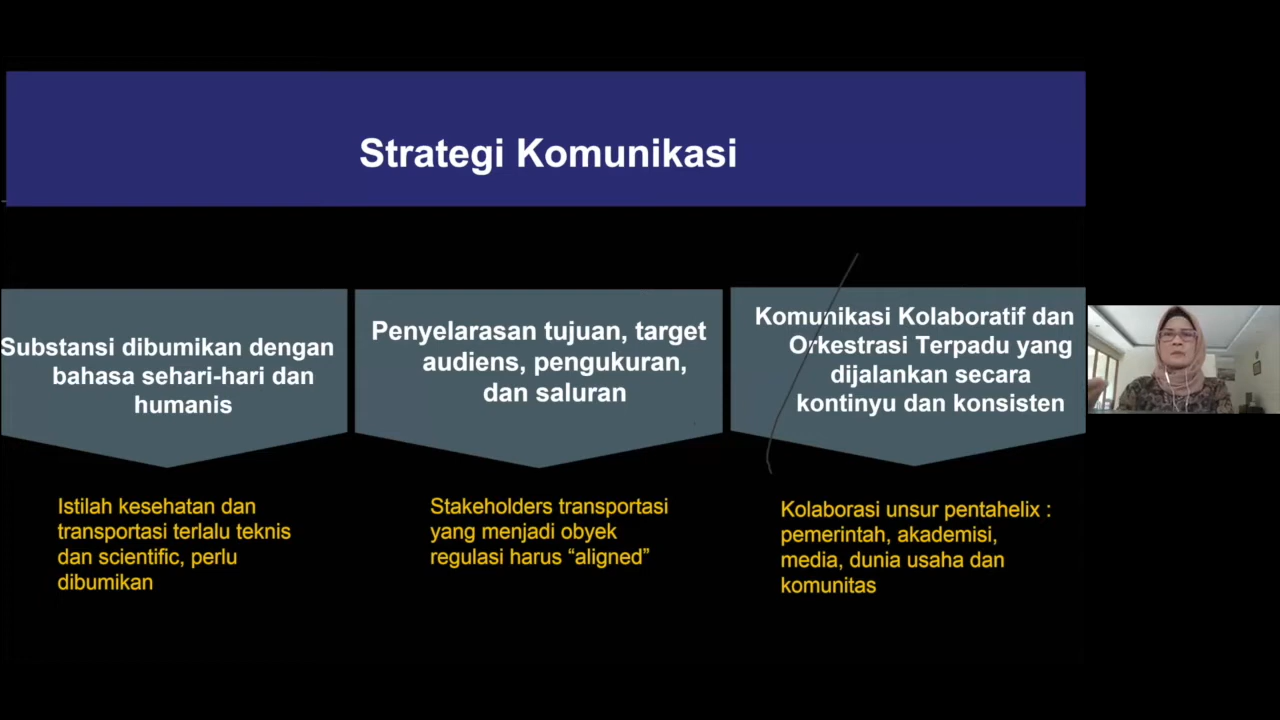 Strategi Komunikasi
Substansi dibumikan dengan
bahasa sehari-hari dan
humanis
Penyelarasan tujuan, target
audiens, pengukuran,
dan saluran
Komunikasi Kolaboratif dan
Orkestrasi Terpadu yang
dijalankan secara
kontinyu dan konsisten
Istilah kesehatan dan
transportasi terlalu teknis
dan scientific, perlu
dibumikan
Stakeholders transportasi
yang menjadi obyek
regulasi harus “aligned”
Kolaborasi unsur pentahelix :
pemerintah, akademisi,
media, dunia usaha dan
komunitas